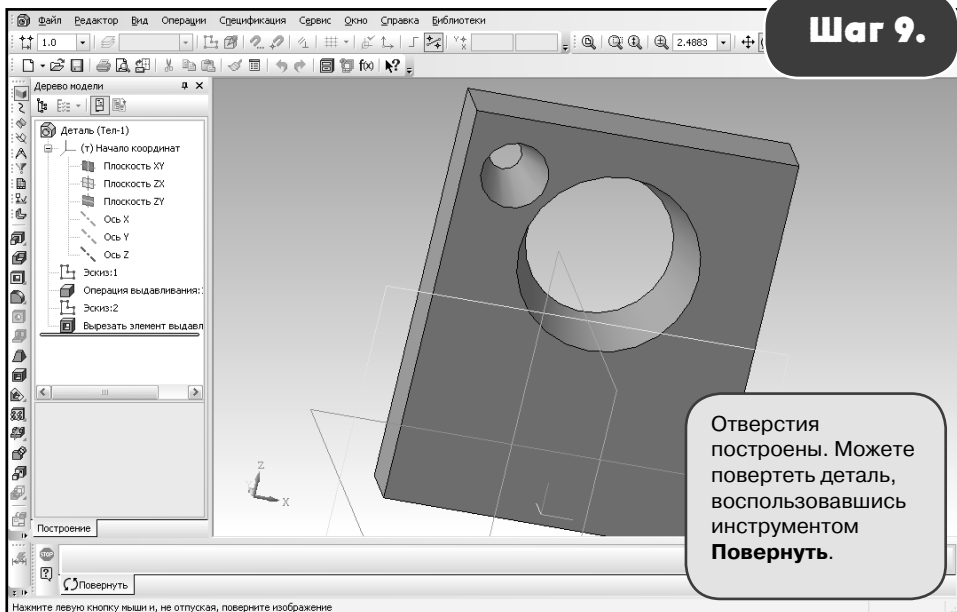 Файл Редактор Вид Операции Спецификация Сервис Окно Справка Библиотеки
Шаг 9.
1.0
2.4883
f(x)
Дерево модели
Деталь (Тел-1)
(т) Начало координат
Плоскость XY
Плоскость ZX
Плоскость ZY
Ось X
Ось Y
Ось Z
Эскиз:1
Операция выдавливания:
Эскиз:2
Вырезать элемент выдавл
Z
X
Отверстия
построены. Можете
повертеть деталь,
воспользовавшись
инструментом
Повернуть.
Построение
STOP
Повернуть
Нажмите левую кнопку мыши и, не отпуская, поверните изображение